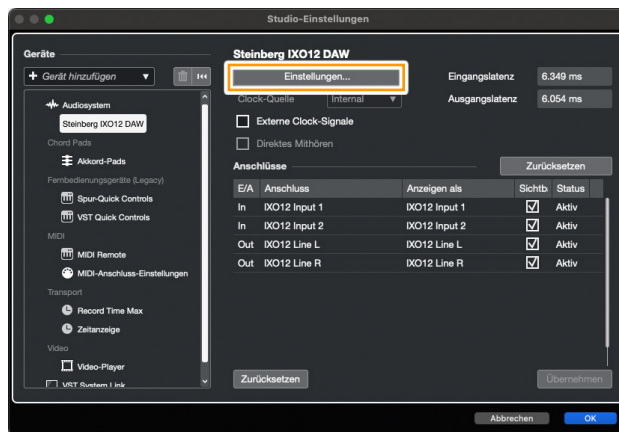 Studio-Einstellungen
Geräte
+ Gerät hinzufügen
Audiosystem
Steinberg IXO12 DAW
Chord Pads
Akkord-Pads
Fernbedienungsgeräte (Legacy)
Spur-Quick Controls
VST Quick Controls
MIDI
MIDI Remote
MIDI-Anschluss-Einstellungen
Transport
Record Time Max
Zeitanzeige
Video
Video-Player
VST System Link
Steinberg IXO12 DAW
Einstellungen...
Eingangslatenz 6.349 ms
Clock-Quelle Internal
Ausgangslatenz 6.054 ms
Externe Clock-Signale
Direktes Mithören
Anschlüsse Zurücksetzen
E/A Anschluss Anzeigen als Sichtb Status
In IXO12 Input 1 IXO12 Input 1 Aktiv
In IXO12 Input 2 IXO12 Input 2 Aktiv
Out IXO12 Line L IXO12 Line L Aktiv
Out IXO12 Line R IXO12 Line R Aktiv
Zurücksetzen Übernehmen
Abbrechen OK